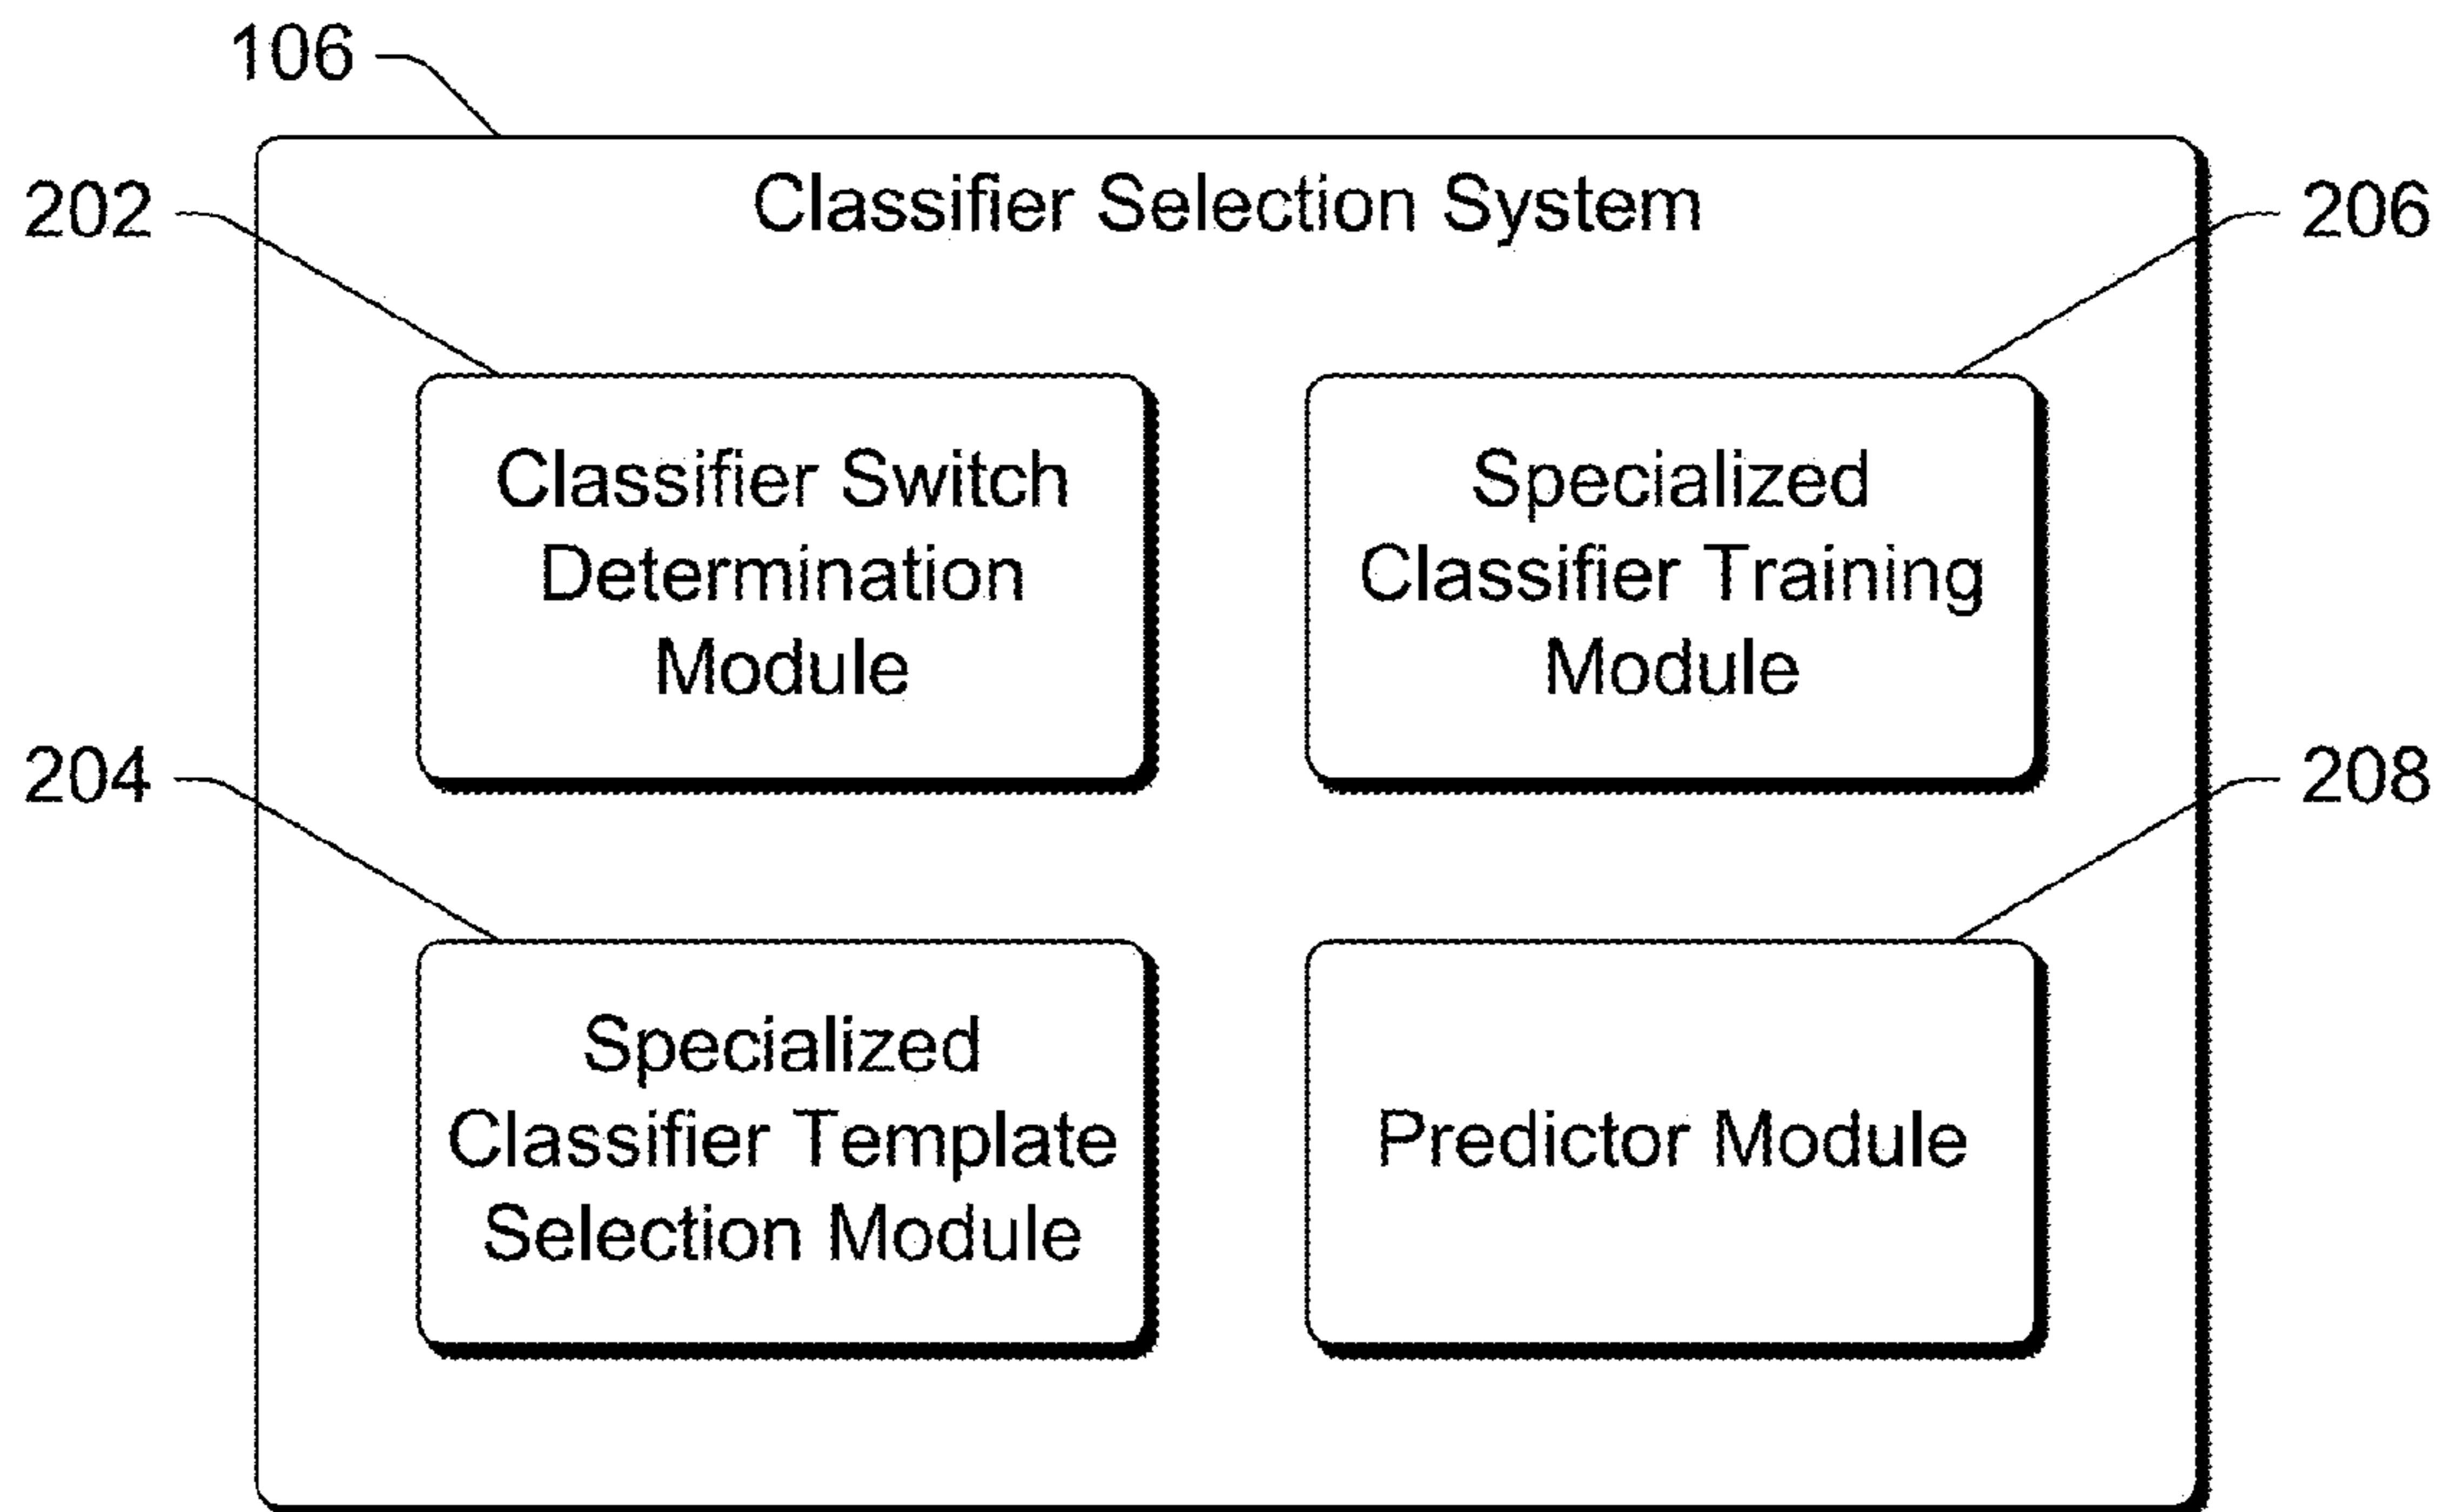 106
Classifier Selection System
202
206
Classifier Switch
Determination
Module
Specialized
Classifier Training
Module
204
208
Specialized
Classifier Template
Selection Module
Predictor Module